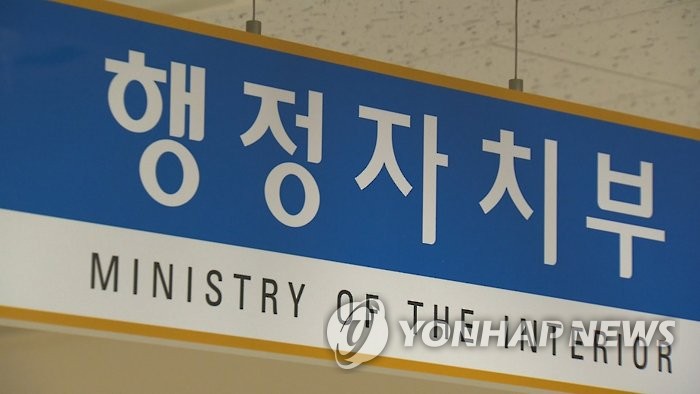 행정자치부
MINISTRY OF THE INTERIOR
YONHAP NEWS